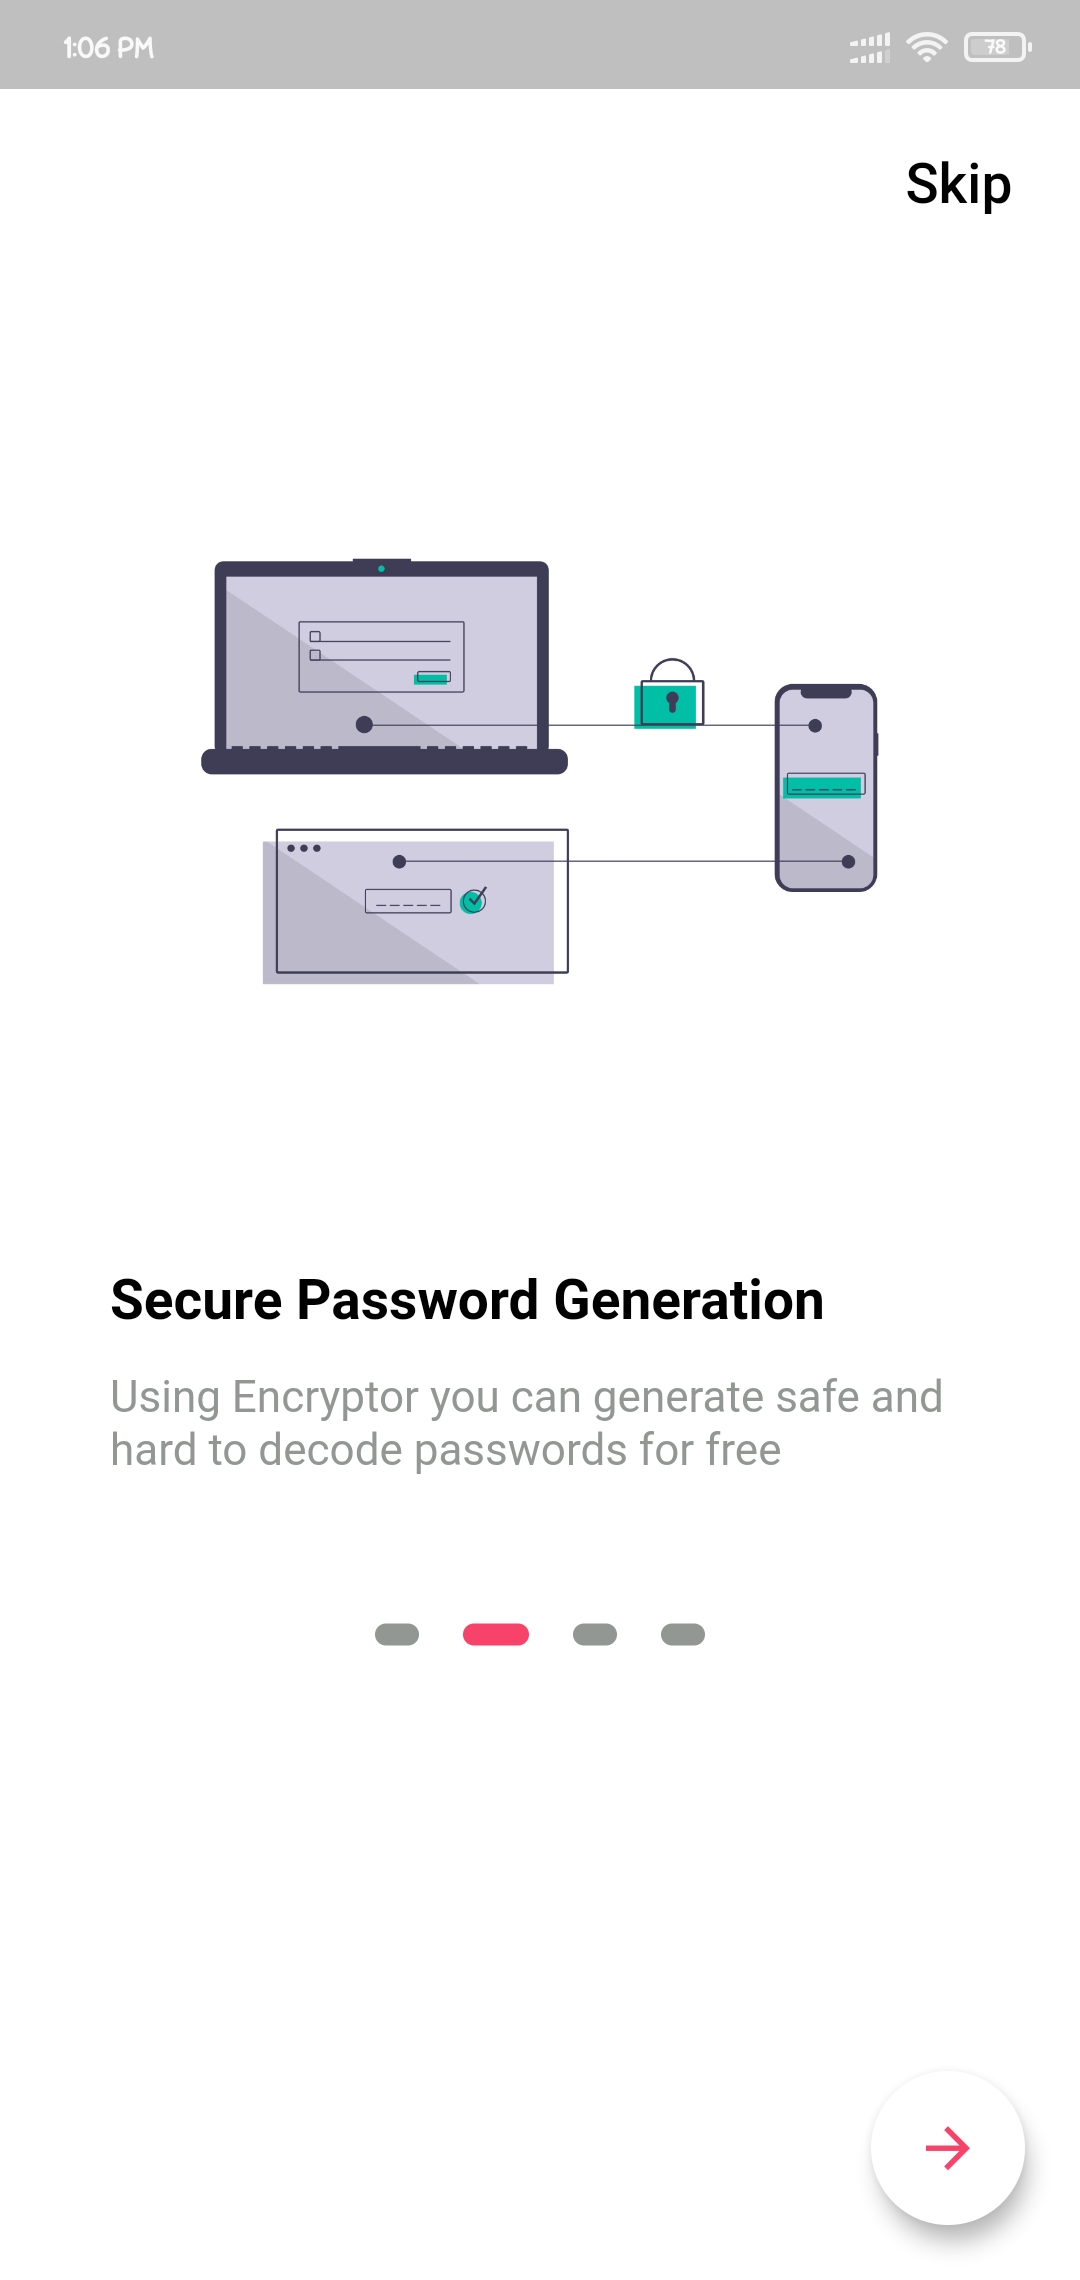 1:06 PM
78
Skip
Secure Password Generation
Using Encryptor you can generate safe and
hard to decode passwords for free